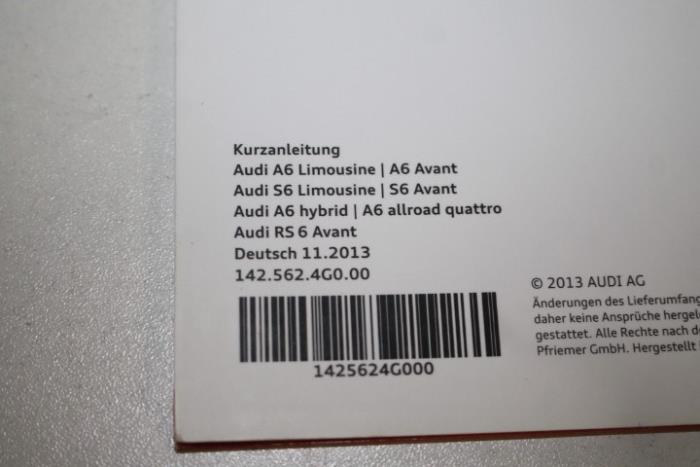 Kurzanleitung
Audi A6 Limousine | A6 Avant
Audi S6 Limousine | S6 Avant
Audi A6 hybrid | A6 allroad quattro
Audi RS 6 Avant
Deutsch 11.2013
142.562.4G0.00
1425624G000
© 2013 AUDI AG
Änderungen des Lieferumfang
daher keine Ansprüche hergel
gestattet. Alle Rechte nach d
Pfriemer GmbH. Hergestellt